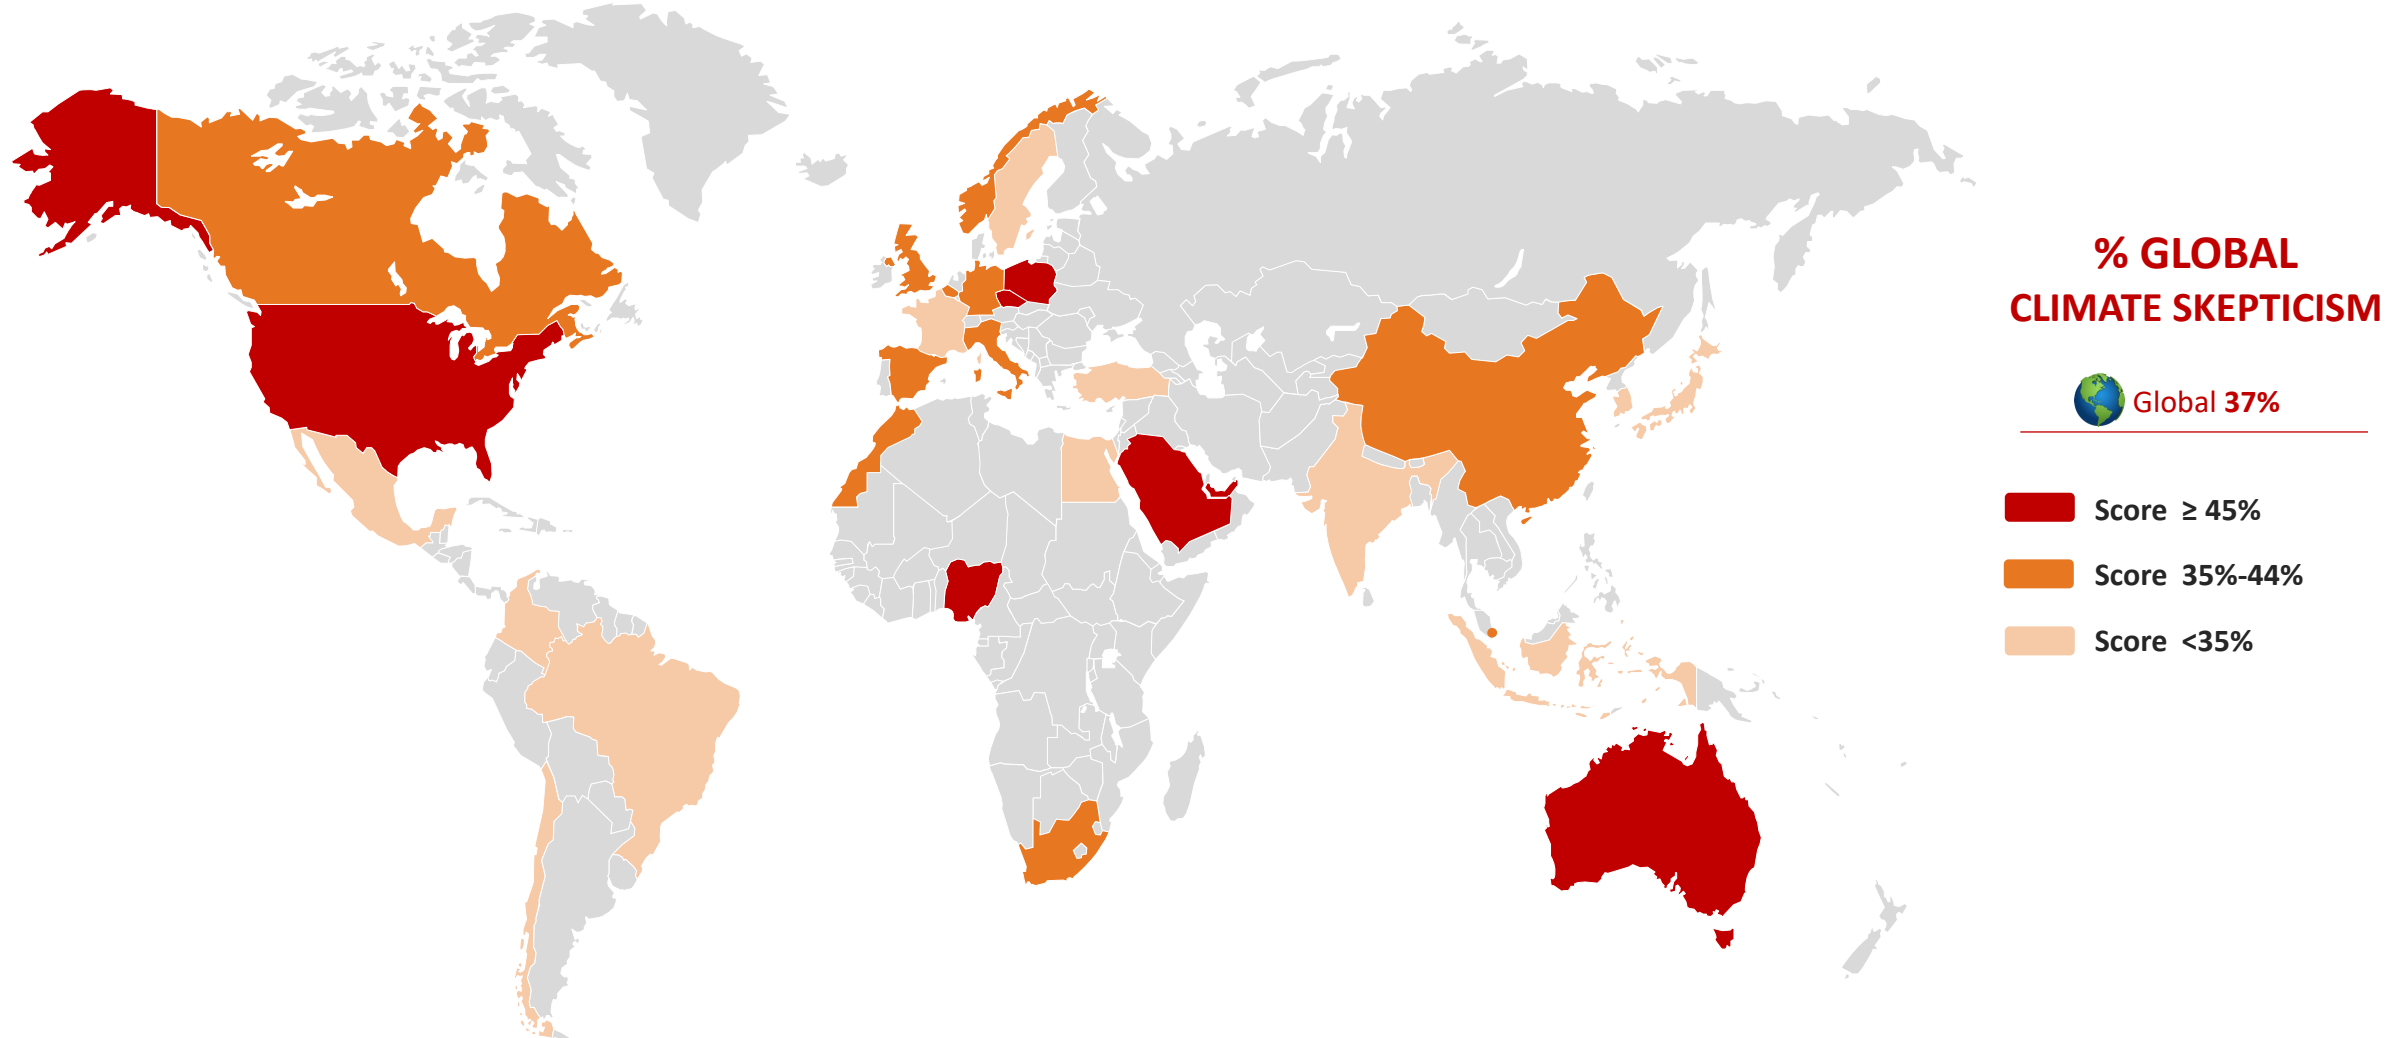 % GLOBAL
CLIMATE SKEPTICISM
Global 37%
Score ≥ 45%
Score 35%-44%
Score <35%